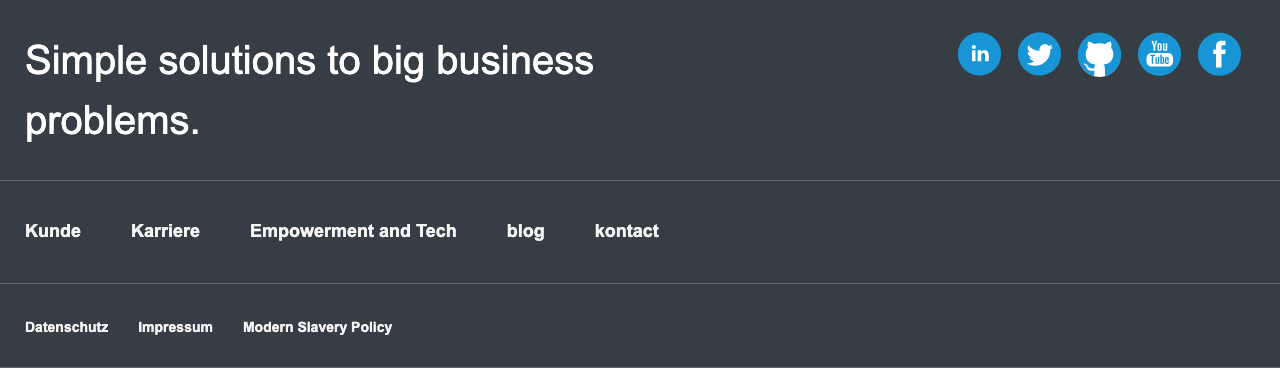 Simple solutions to big business
problems.
in
You
Tube
f
Kunde Karriere Empowerment and Tech blog kontact
Datenschutz Impressum Modern Slavery Policy